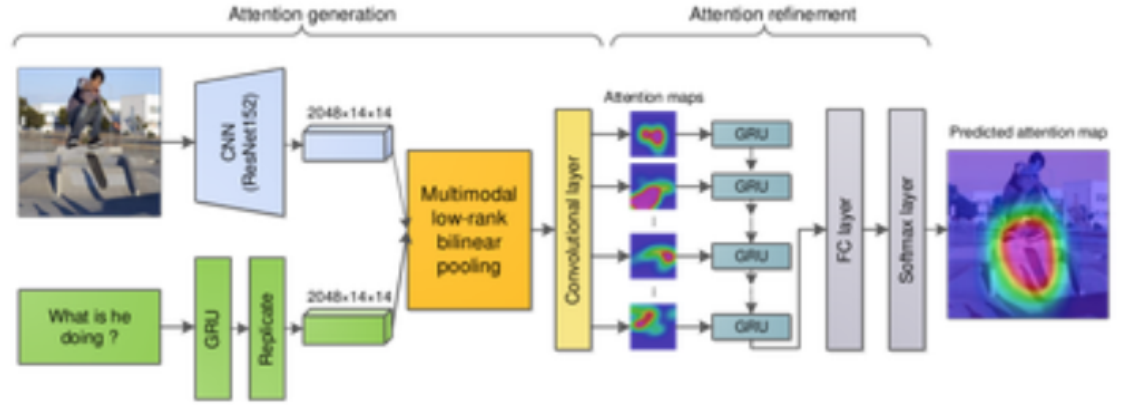 Attention generation
Attention refinement
CNN
(ResNet152)
2048×14×14
Multimodal
low-rank
bilinear
pooling
What is he
doing ?
GRU
Replicate
2048×14×14
Convolutional layer
Attention maps
GRU
GRU
GRU
GRU
FC layer
Softmax layer
Predicted attention map